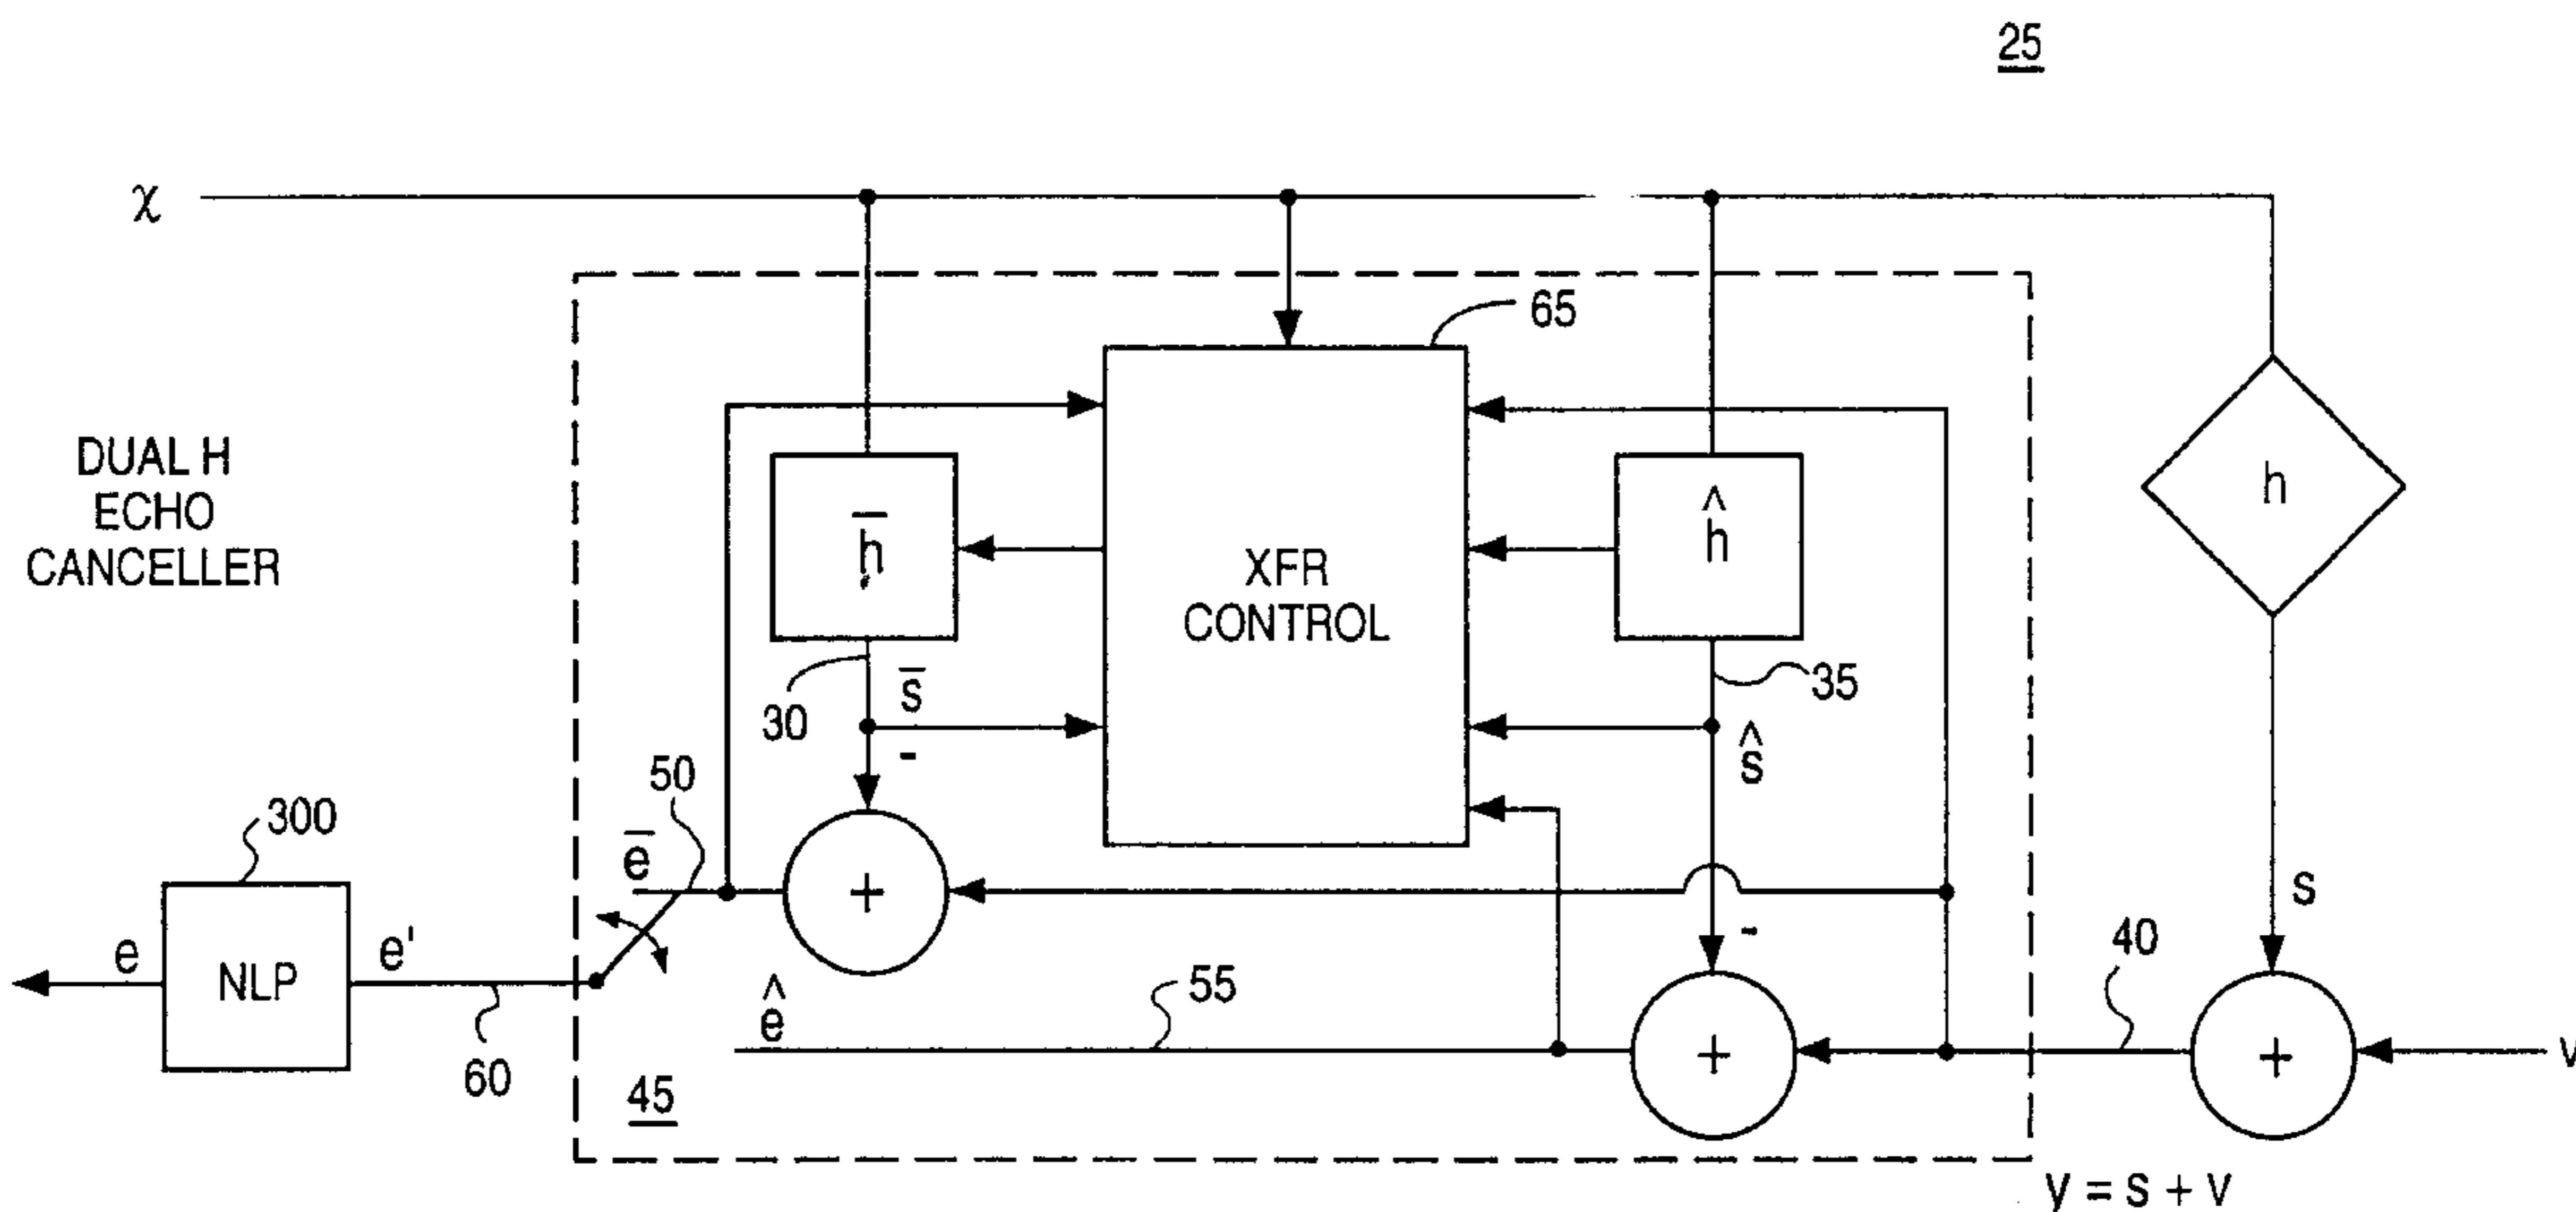 25
χ
65
DUAL H
ECHO
CANCELLER
h̅
XFR
CONTROL
ĥ
h
30
s̅
-
35
ŝ
50
300
e̅
+
-
s
40
e
NLP
e'
60
ê
55
45
+
+
v
y = s + v